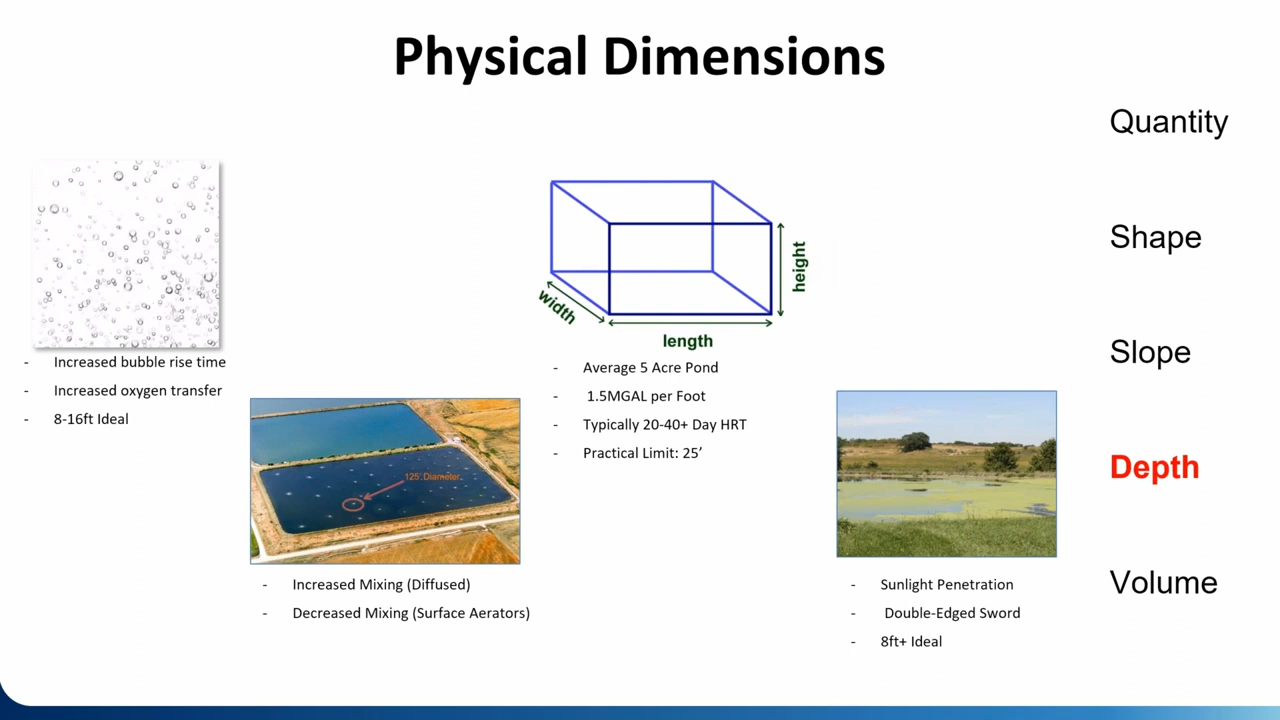 Physical Dimensions
- Increased bubble rise time
- Increased oxygen transfer
- 8-16ft Ideal
125' Diameter
- Increased Mixing (Diffused)
- Decreased Mixing (Surface Aerators)
width
length
height
- Average 5 Acre Pond
- 1.5MGAL per Foot
- Typically 20-40+ Day HRT
- Practical Limit: 25’
- Sunlight Penetration
- Double-Edged Sword
- 8ft+ Ideal
Quantity
Shape
Slope
Depth
Volume